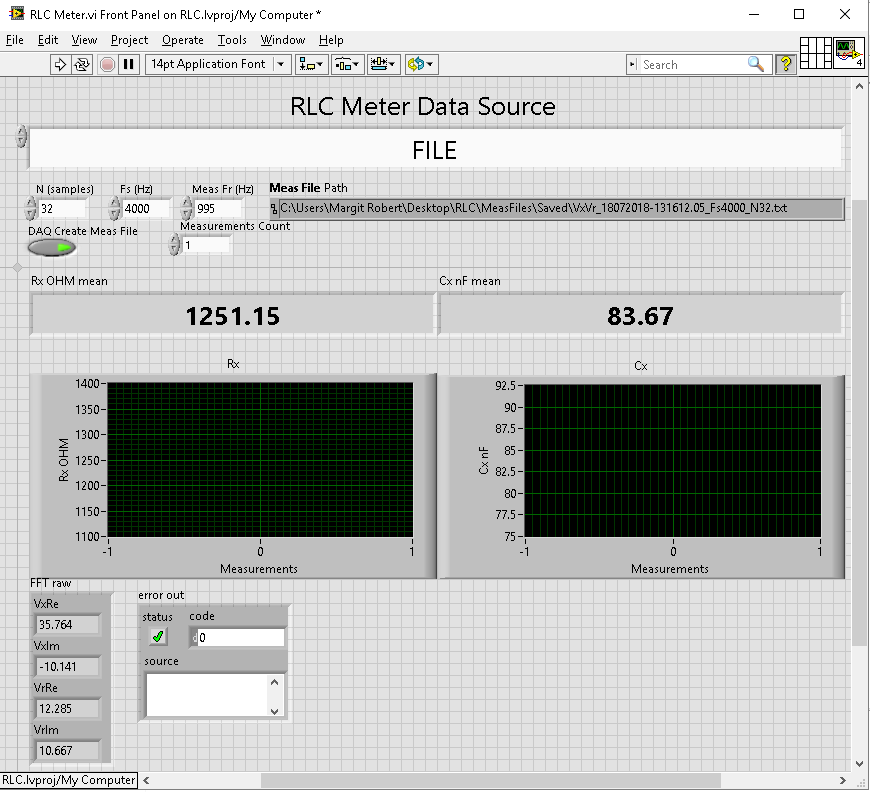 RLC Meter.vi Front Panel on RLC.lvproj/My Computer *
File Edit View Project Operate Tools Window Help
14pt Application Font Search ? 4
RLC Meter Data Source
FILE
N (samples) Fs (Hz) Meas Fr (Hz) Meas File Path
32 4000 995 C:\Users\Margit Robert\Desktop\RLC\MeasFiles\Saved\VxVr_18072018-131612.05_Fs4000_N32.txt
DAQ Create Meas File Measurements Count
1
Rx OHM mean Cx nF mean
1251.15 83.67
Rx Cx
1400 92.5
1350 90
1300 87.5
1250 85
1200 82.5
1150 80
1100 77.5
75
Rx OHM Cx nF
-1 0 1 -1 0 1
Measurements Measurements
FFT raw
VxRe
35.764
VxIm
-10.141
VrRe
12.285
VrIm
10.667
error out
status code
0
source
RLC.lvproj/My Computer